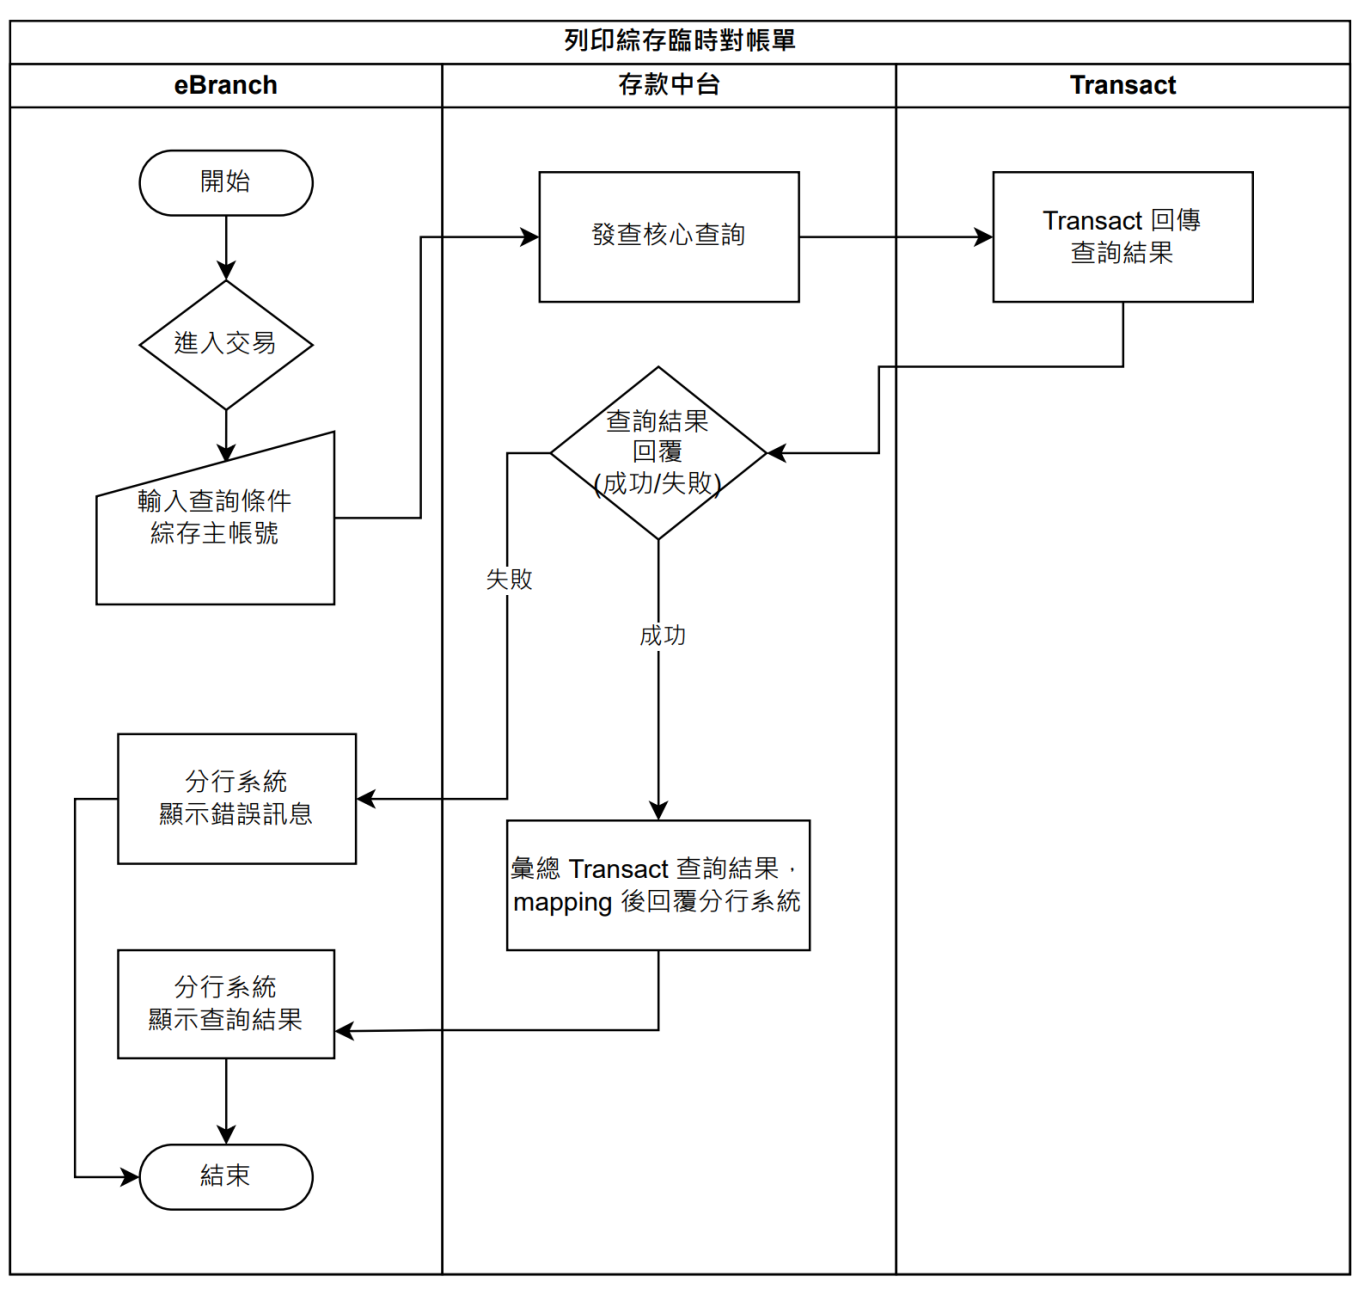 列印綜存臨時對帳單
eBranch
存款中台
Transact
開始
進入交易
輸入查詢條件
綜存主帳號
發查核心查詢
Transact 回傳
查詢結果
查詢結果
回覆
(成功/失敗)
失敗
成功
分行系統
顯示錯誤訊息
彙總 Transact 查詢結果，
mapping 後回覆分行系統
分行系統
顯示查詢結果
結束